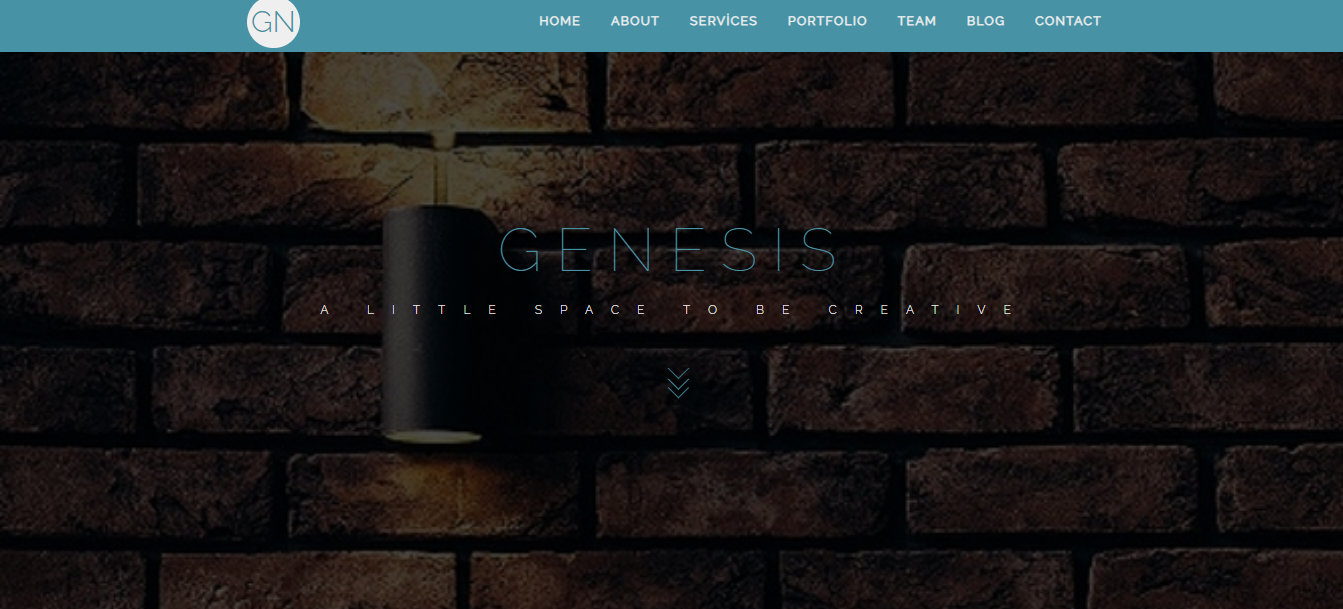 GN
HOME ABOUT SERVİCES PORTFOLIO TEAM BLOG CONTACT
GENESIS
A LITTLE SPACE TO BE CREATIVE